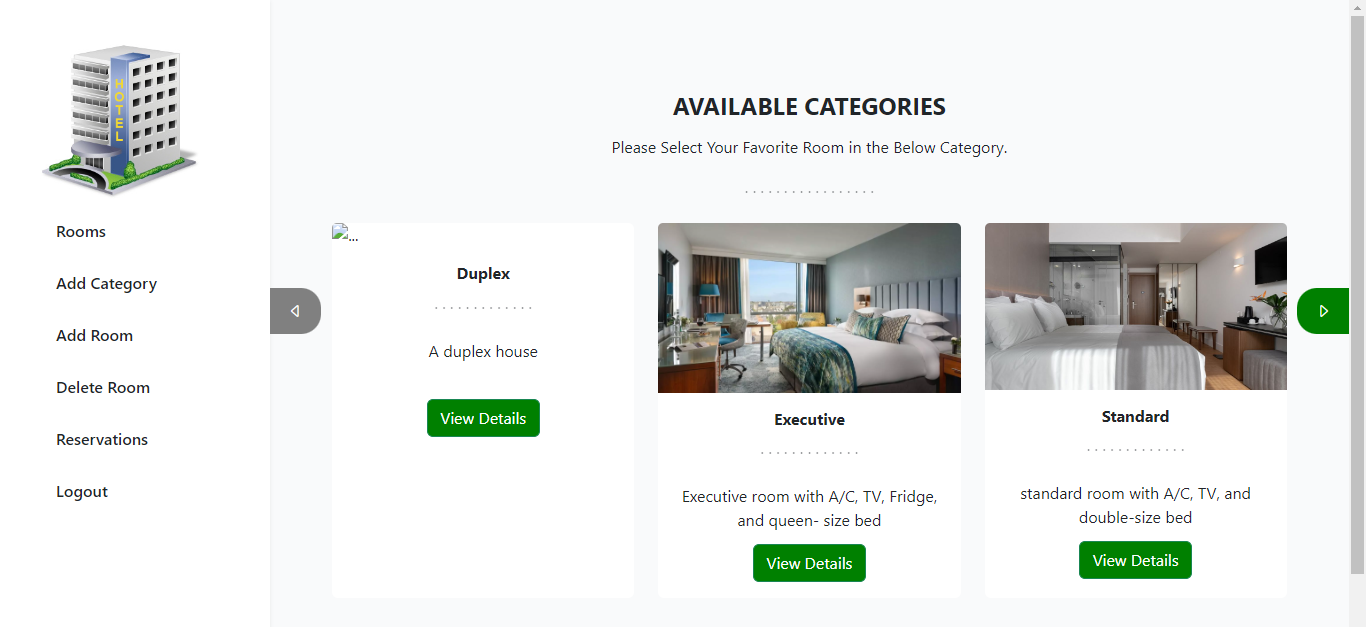 HOTEL
Rooms
Add Category
Add Room
Delete Room
Reservations
Logout
AVAILABLE CATEGORIES
Please Select Your Favorite Room in the Below Category.
. . . . . . . . . . . . . . . . .
...
Duplex
. . . . . . . . . . . . .
A duplex house
View Details
Executive
. . . . . . . . . . . . .
Executive room with A/C, TV, Fridge,
and queen- size bed
View Details
Standard
. . . . . . . . . . . . .
standard room with A/C, TV, and
double-size bed
View Details